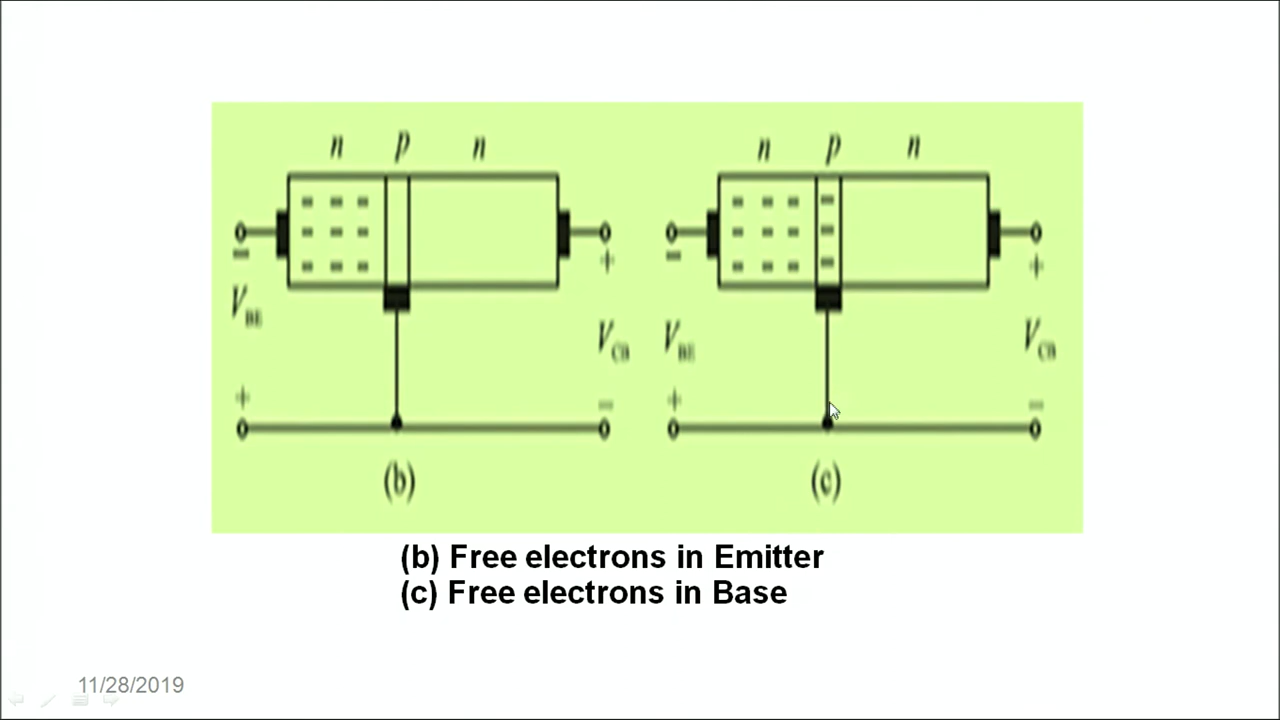 n p n
n p n
− + − +
V_BE V_CB V_BE V_CB
+ − + −
(b) (c)
(b) Free electrons in Emitter
(c) Free electrons in Base
11/28/2019